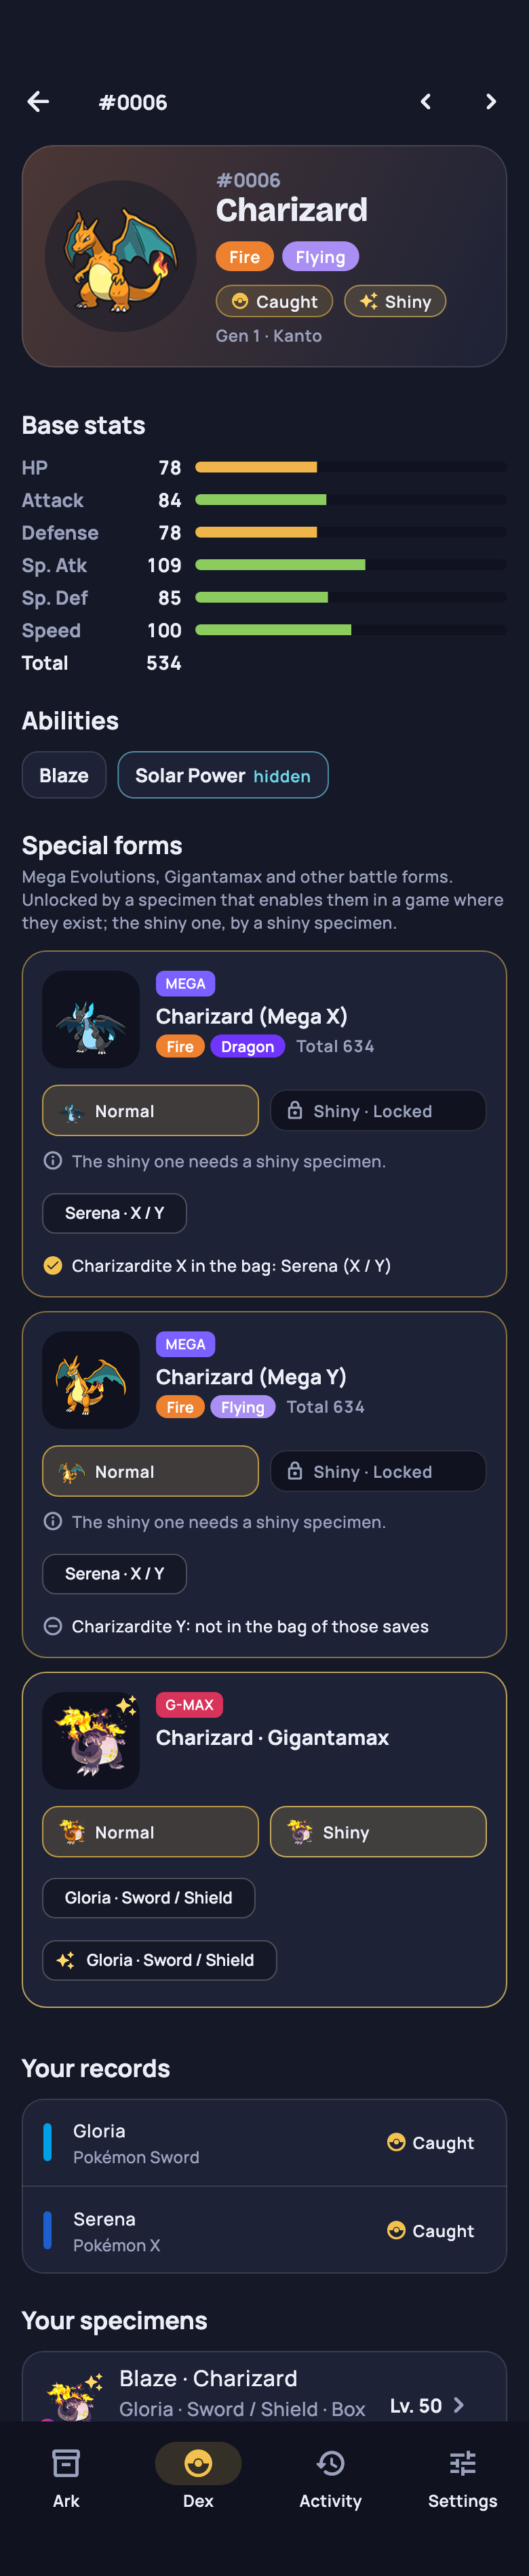 #0006
#0006
Charizard
Fire Flying
Caught Shiny
Gen 1 · Kanto
Base stats
HP 78
Attack 84
Defense 78
Sp. Atk 109
Sp. Def 85
Speed 100
Total 534
Abilities
Blaze Solar Power hidden
Special forms
Mega Evolutions, Gigantamax and other battle forms.
Unlocked by a specimen that enables them in a game where
they exist; the shiny one, by a shiny specimen.
MEGA
Charizard (Mega X)
Fire Dragon Total 634
Normal Shiny · Locked
The shiny one needs a shiny specimen.
Serena · X / Y
Charizardite X in the bag: Serena (X / Y)
MEGA
Charizard (Mega Y)
Fire Flying Total 634
Normal Shiny · Locked
The shiny one needs a shiny specimen.
Serena · X / Y
Charizardite Y: not in the bag of those saves
G-MAX
Charizard · Gigantamax
Normal Shiny
Gloria · Sword / Shield
Gloria · Sword / Shield
Your records
Gloria
Pokémon Sword
Caught
Serena
Pokémon X
Caught
Your specimens
Blaze · Charizard
Gloria · Sword / Shield · Box
Lv. 50
Ark Dex Activity Settings